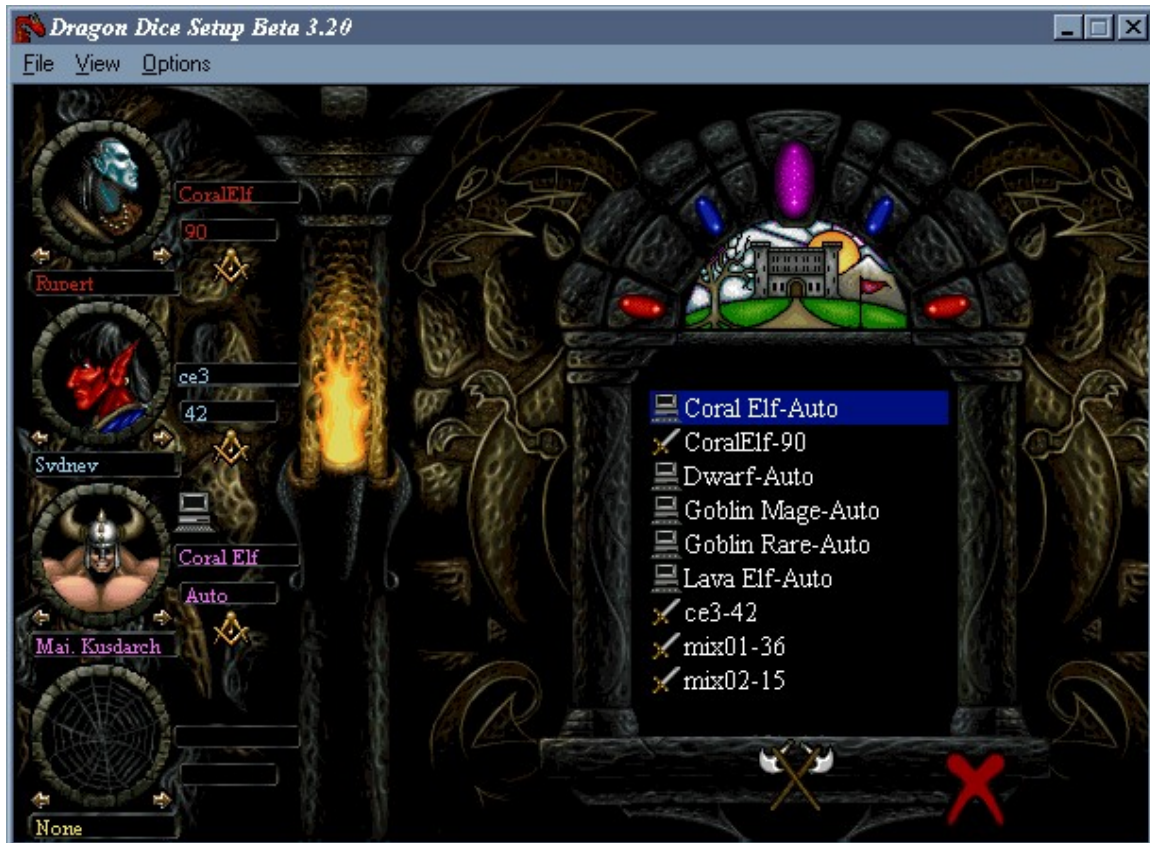 Dragon Dice Setup Beta 3.20
File View Options
CoralElf
90
Rupert
ce3
42
Sydney
Coral Elf
Auto
Maj. Kusdarch
None
Coral Elf-Auto
CoralElf-90
Dwarf-Auto
Goblin Mage-Auto
Goblin Rare-Auto
Lava Elf-Auto
ce3-42
mix01-36
mix02-15